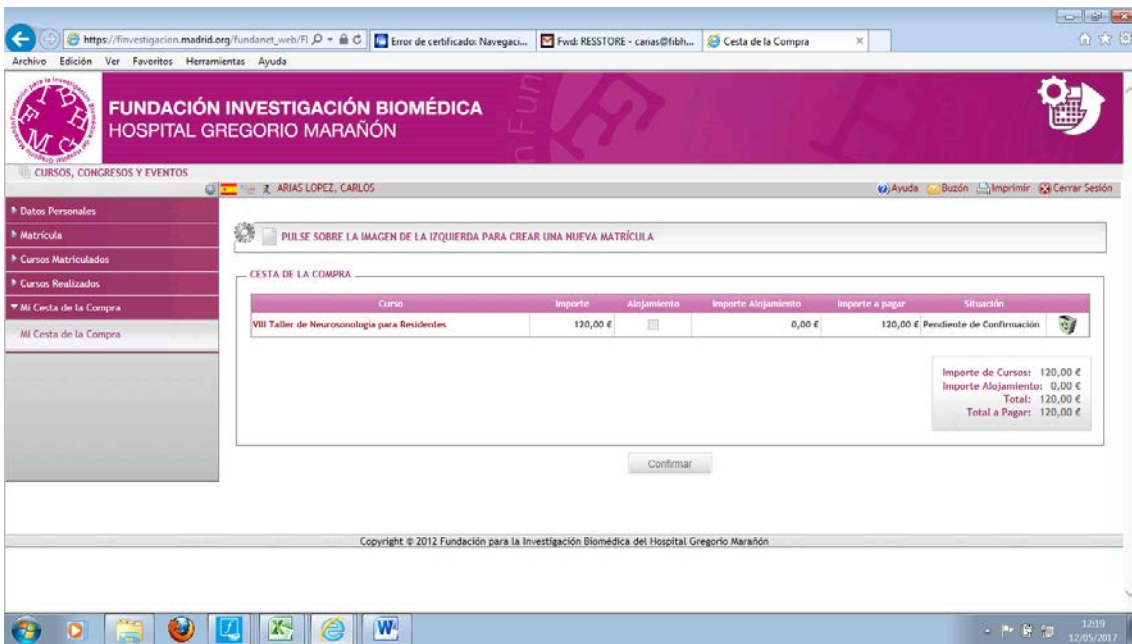 https://finvestigacion.madrid.org/fundanet_web/Fl
Error de certificado: Navegaci...
Fwd: RESSTORE - carias@fibh...
Cesta de la Compra
Archivo Edición Ver Favoritos Herramientas Ayuda
FUNDACIÓN INVESTIGACIÓN BIOMÉDICA
HOSPITAL GREGORIO MARAÑÓN
CURSOS, CONGRESOS Y EVENTOS
ARIAS LOPEZ, CARLOS
Ayuda Buzón Imprimir Cerrar Sesión
Datos Personales
Matrícula
Cursos Matriculados
Cursos Realizados
Mi Cesta de la Compra
Mi Cesta de la Compra
PULSE SOBRE LA IMAGEN DE LA IZQUIERDA PARA CREAR UNA NUEVA MATRÍCULA
CESTA DE LA COMPRA
Curso Importe Alojamiento Importe Alojamiento Importe a pagar Situación
VIII Taller de Neurosonología para Residentes 120,00 € 0,00 € 120,00 € Pendiente de Confirmación
Importe de Cursos: 120,00 €
Importe Alojamiento: 0,00 €
Total: 120,00 €
Total a Pagar: 120,00 €
Confirmar
Copyright © 2012 Fundación para la Investigación Biomédica del Hospital Gregorio Marañón
12:19
12/05/2017